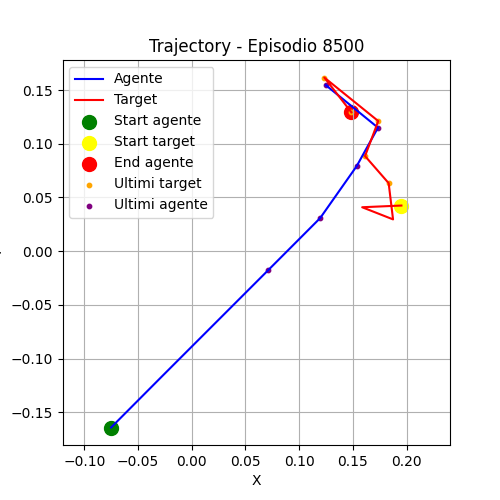 Trajectory - Episodio 8500
Agente
Target
Start agente
Start target
End agente
Ultimi target
Ultimi agente
0.15
0.10
0.05
0.00
−0.05
−0.10
−0.15
−0.10
−0.05
0.00
0.05
0.10
0.15
0.20
X